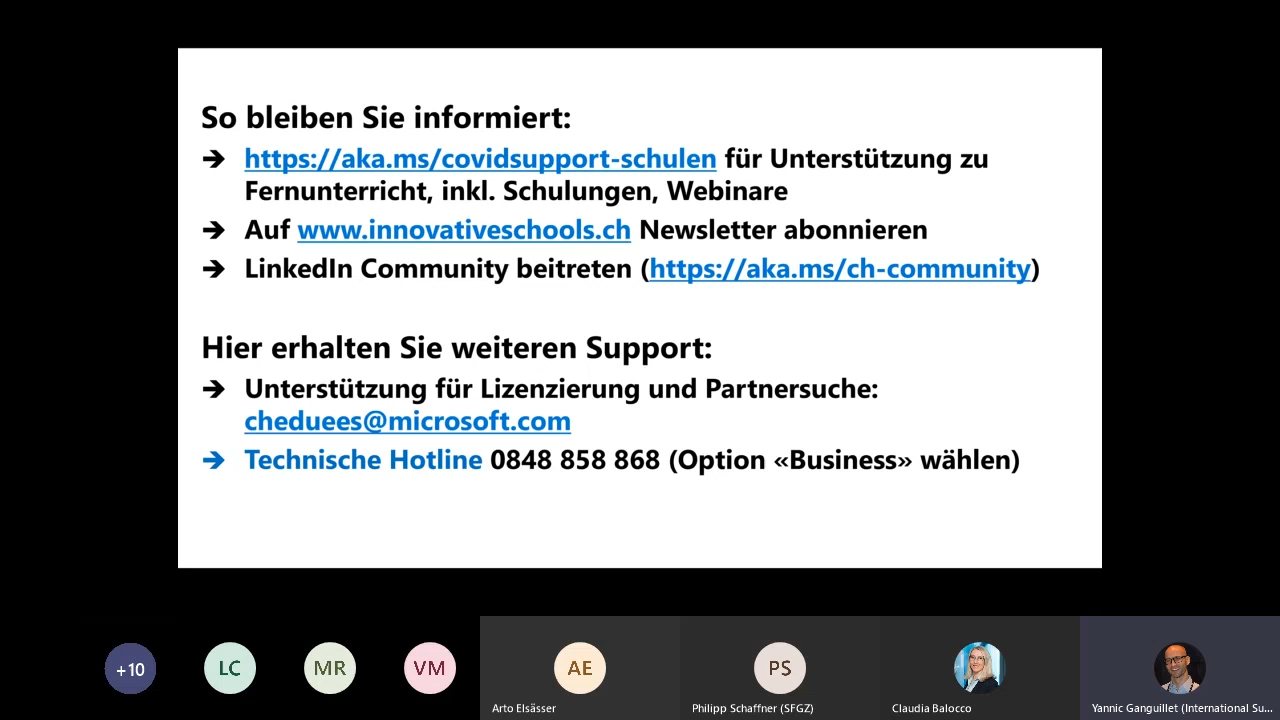 So bleiben Sie informiert:
➔ https://aka.ms/covidsupport-schulen für Unterstützung zu
Fernunterricht, inkl. Schulungen, Webinare
➔ Auf www.innovativeschools.ch Newsletter abonnieren
➔ LinkedIn Community beitreten (https://aka.ms/ch-community)
Hier erhalten Sie weiteren Support:
➔ Unterstützung für Lizenzierung und Partnersuche:
cheduees@microsoft.com
➔ Technische Hotline 0848 858 868 (Option «Business» wählen)
+10
LC
MR
VM
AE
PS
Arto Elsässer
Philipp Schaffner (SFGZ)
Claudia Balocco
Yannic Ganguillet (International Su...